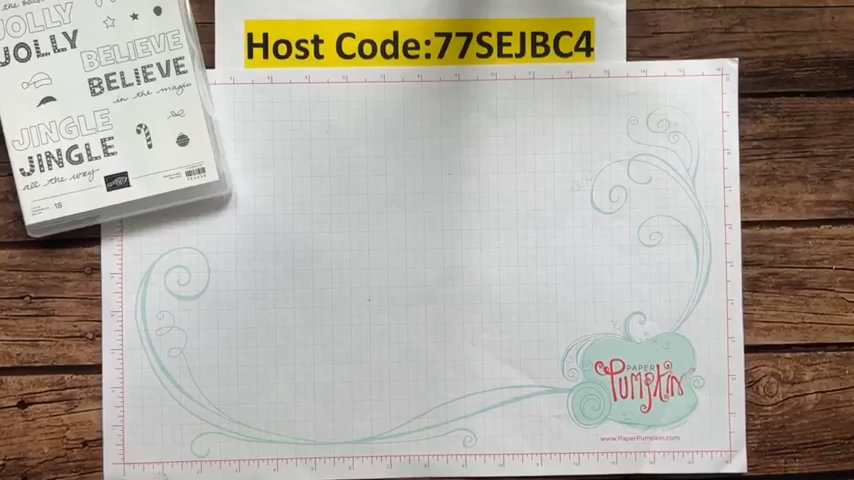 Host Code:77SEJBC4
JOLLY
JOLLY
BELIEVE
BELIEVE
in the magic
JINGLE
JINGLE
all the way
18
PAPER
Pumpkin
www.PaperPumpkin.com